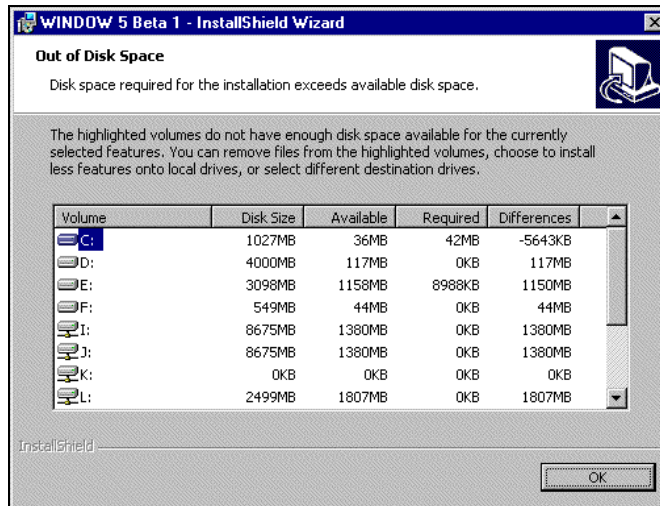 WINDOW 5 Beta 1 - InstallShield Wizard
Out of Disk Space
Disk space required for the installation exceeds available disk space.
The highlighted volumes do not have enough disk space available for the currently
selected features. You can remove files from the highlighted volumes, choose to install
less features onto local drives, or select different destination drives.
Volume Disk Size Available Required Differences
C: 1027MB 36MB 42MB -5643KB
D: 4000MB 117MB 0KB 117MB
E: 3098MB 1158MB 8988KB 1150MB
F: 549MB 44MB 0KB 44MB
I: 8675MB 1380MB 0KB 1380MB
J: 8675MB 1380MB 0KB 1380MB
K: 0KB 0KB 0KB 0KB
L: 2499MB 1807MB 0KB 1807MB
InstallShield
OK